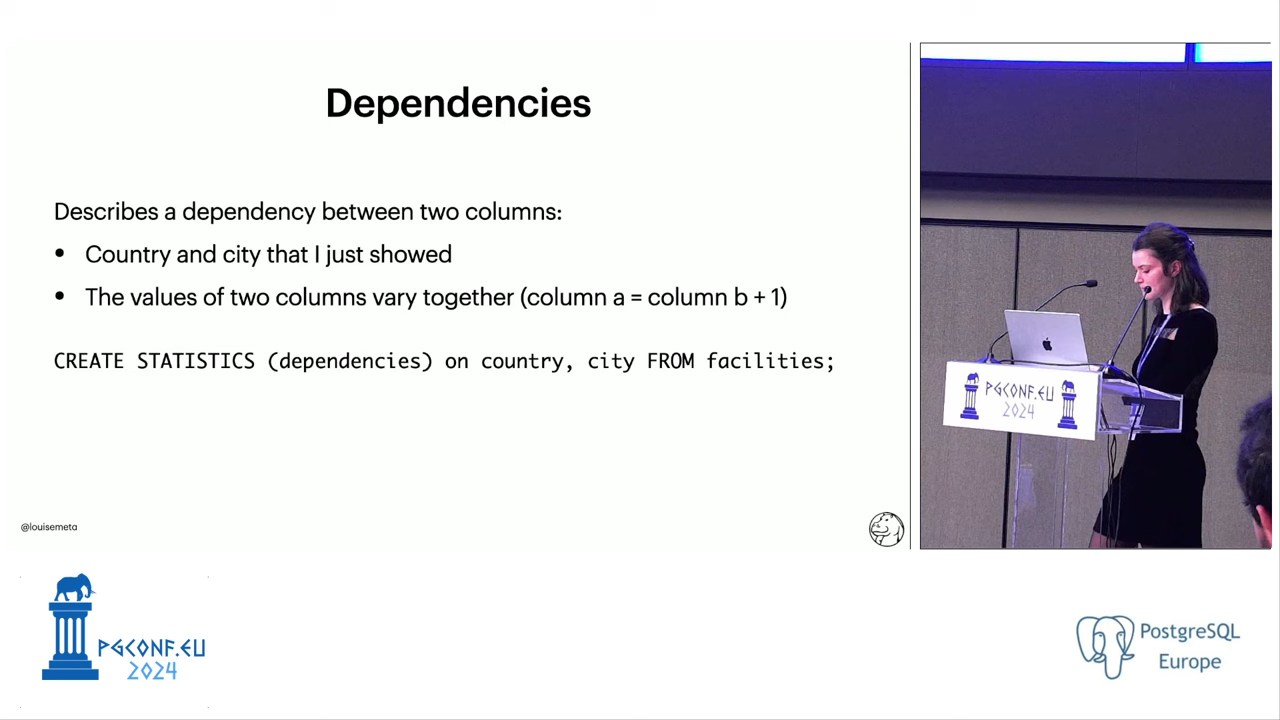 Dependencies
Describes a dependency between two columns:
• Country and city that I just showed
• The values of two columns vary together (column a = column b + 1)
CREATE STATISTICS (dependencies) on country, city FROM facilities;
@louisemeta
PGCONF.EU
2024
PGCONF.EU
2024
PostgreSQL
Europe